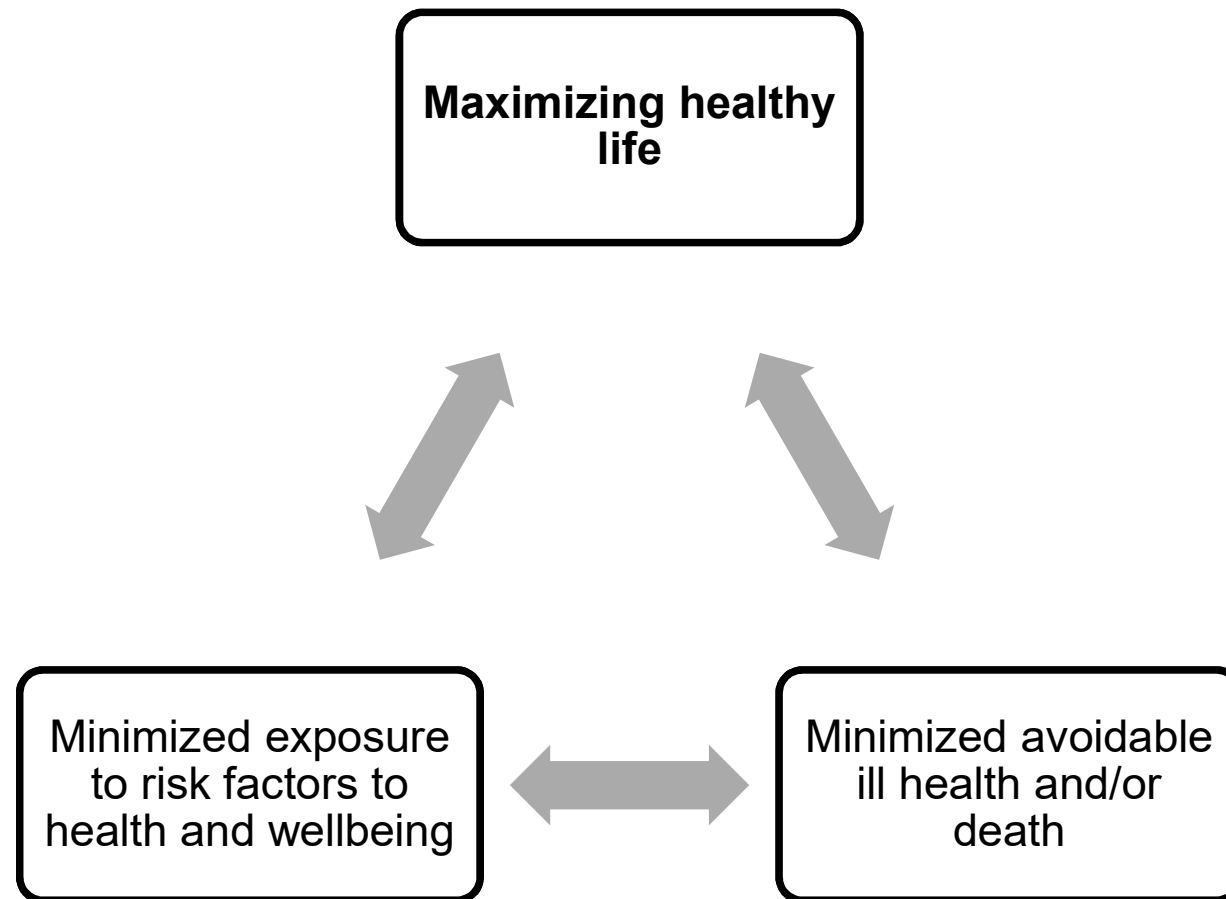 Maximizing healthy
life
Minimized exposure
to risk factors to
health and wellbeing
Minimized avoidable
ill health and/or
death